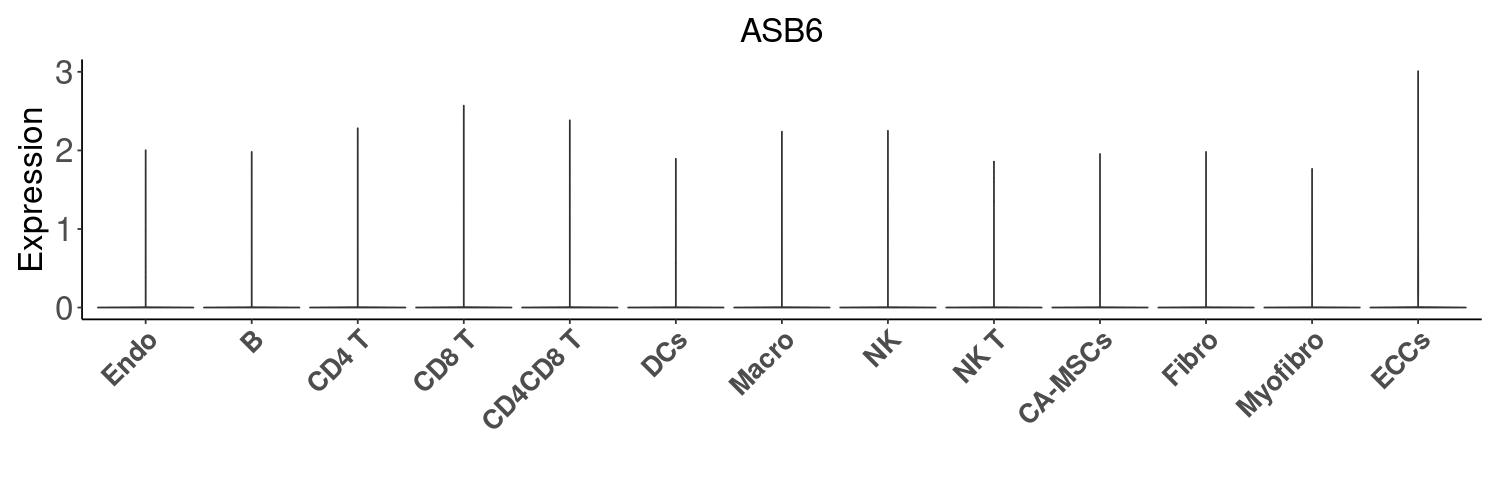 ASB6
Expression
3
2
1
0
Endo
B
CD4 T
CD8 T
CD4CD8 T
DCs
Macro
NK
NK T
CA-MSCs
Fibro
Myofibro
ECCs